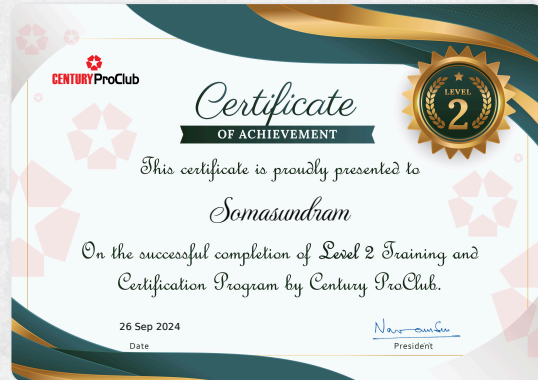 CENTURY ProClub
Certificate
OF ACHIEVEMENT
LEVEL
2
This certificate is proudly presented to
Somasundram
On the successful completion of Level 2 Training and
Certification Program by Century ProClub.
26 Sep 2024
Date
President